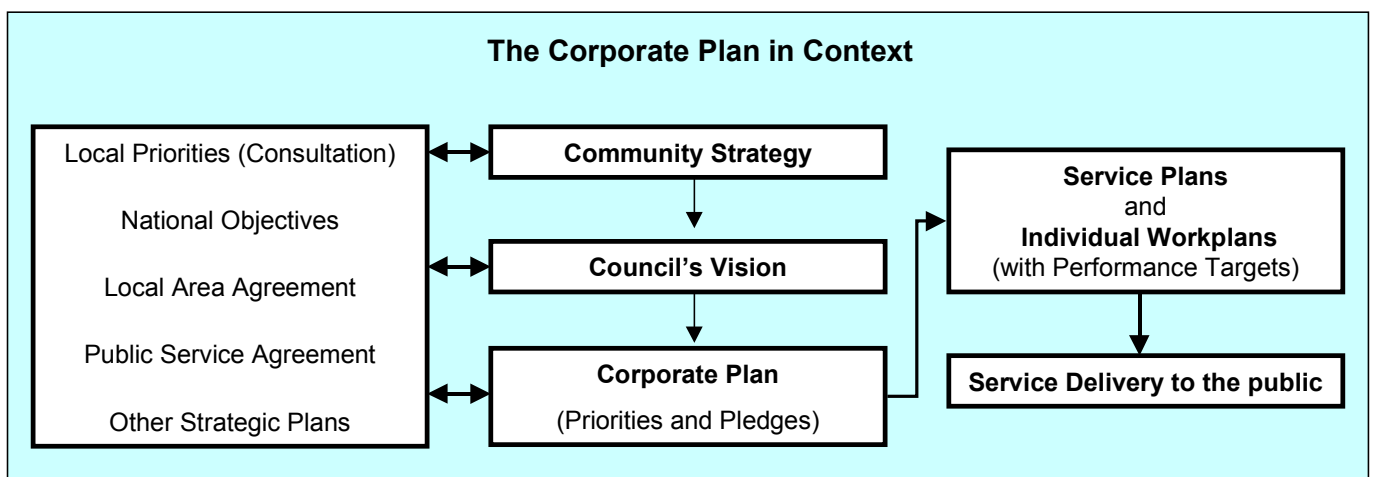 The Corporate Plan in Context
Local Priorities (Consultation)
National Objectives
Local Area Agreement
Public Service Agreement
Other Strategic Plans
Community Strategy
Council’s Vision
Corporate Plan
(Priorities and Pledges)
Service Plans
and
Individual Workplans
(with Performance Targets)
Service Delivery to the public